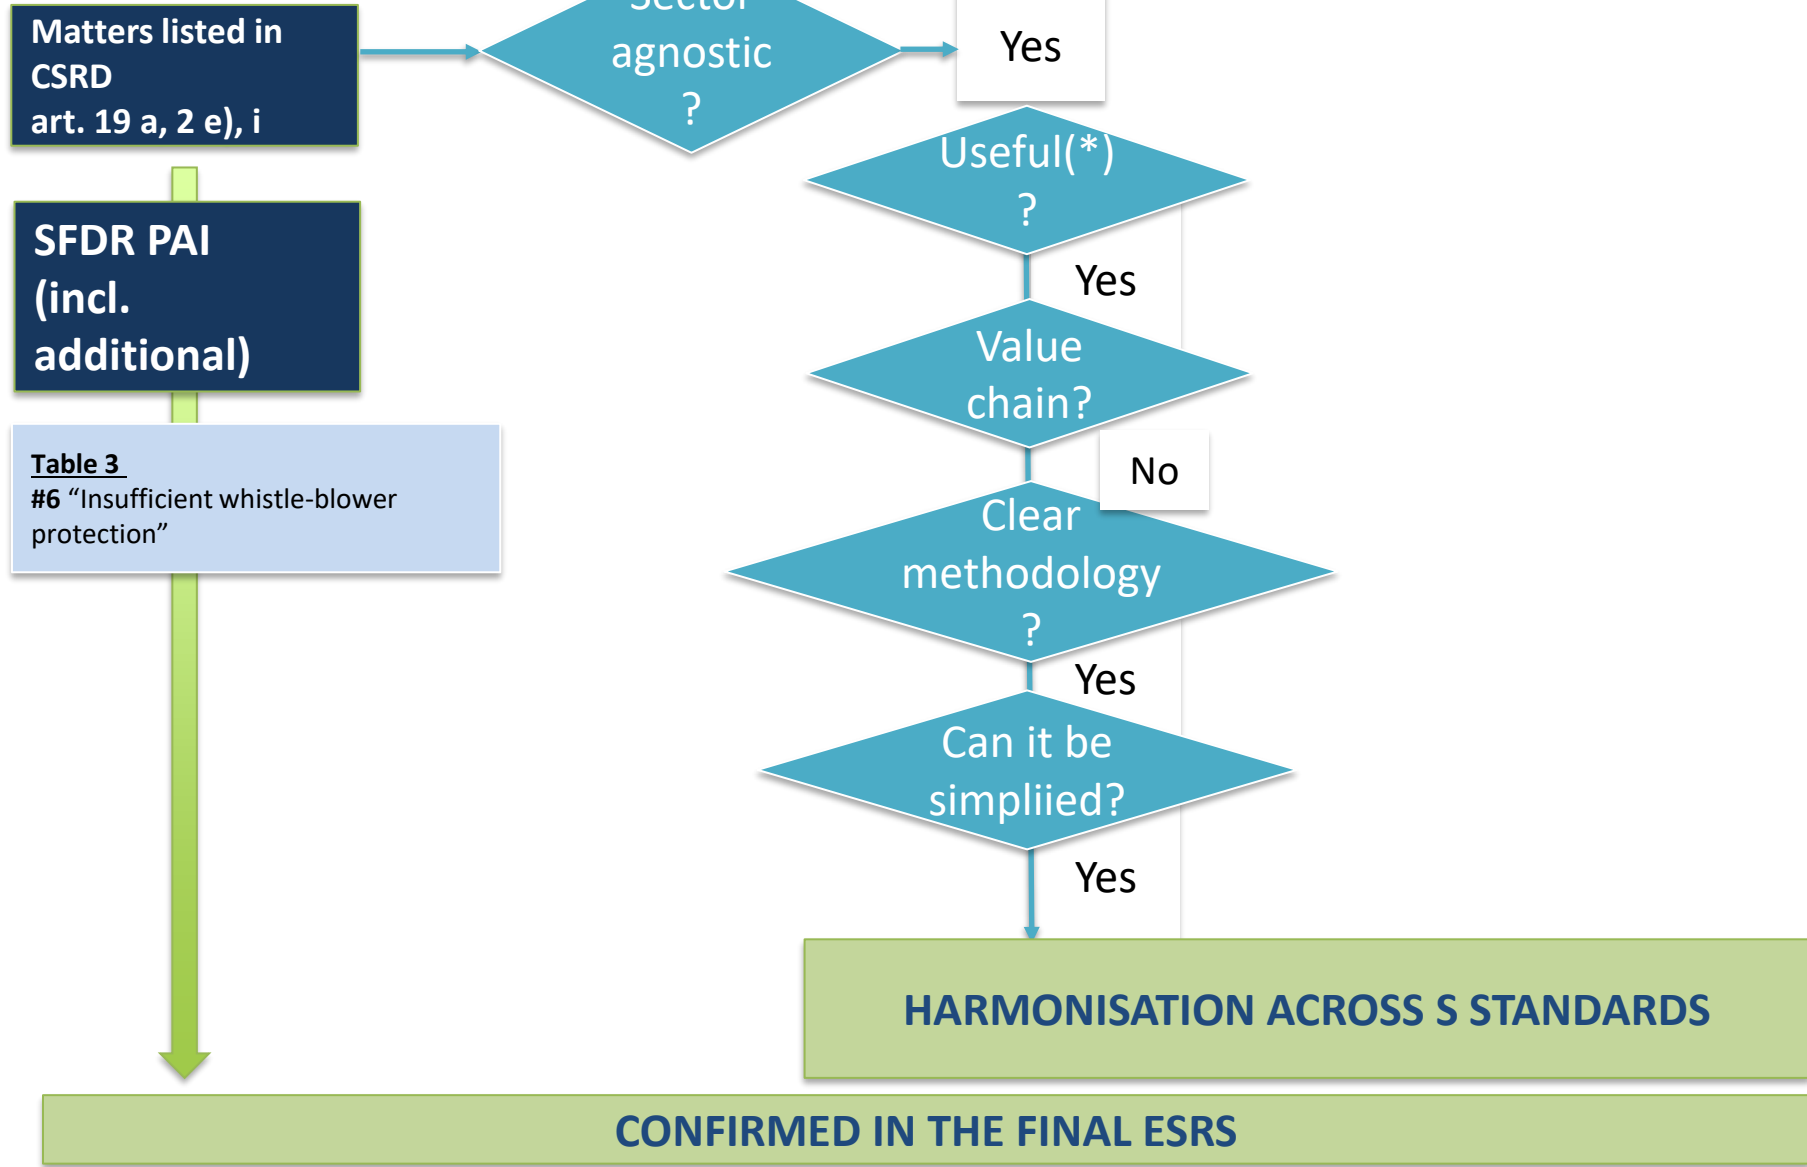 Matters listed in
CSRD
art. 19 a, 2 e), i
Sector
agnostic
?
Yes
SFDR PAI
(incl.
additional)
Table 3
#6 “Insufficient whistle-blower
protection”
Useful(*)
?
Yes
Value
chain?
No
Clear
methodology
?
Yes
Can it be
simpliied?
Yes
HARMONISATION ACROSS S STANDARDS
CONFIRMED IN THE FINAL ESRS